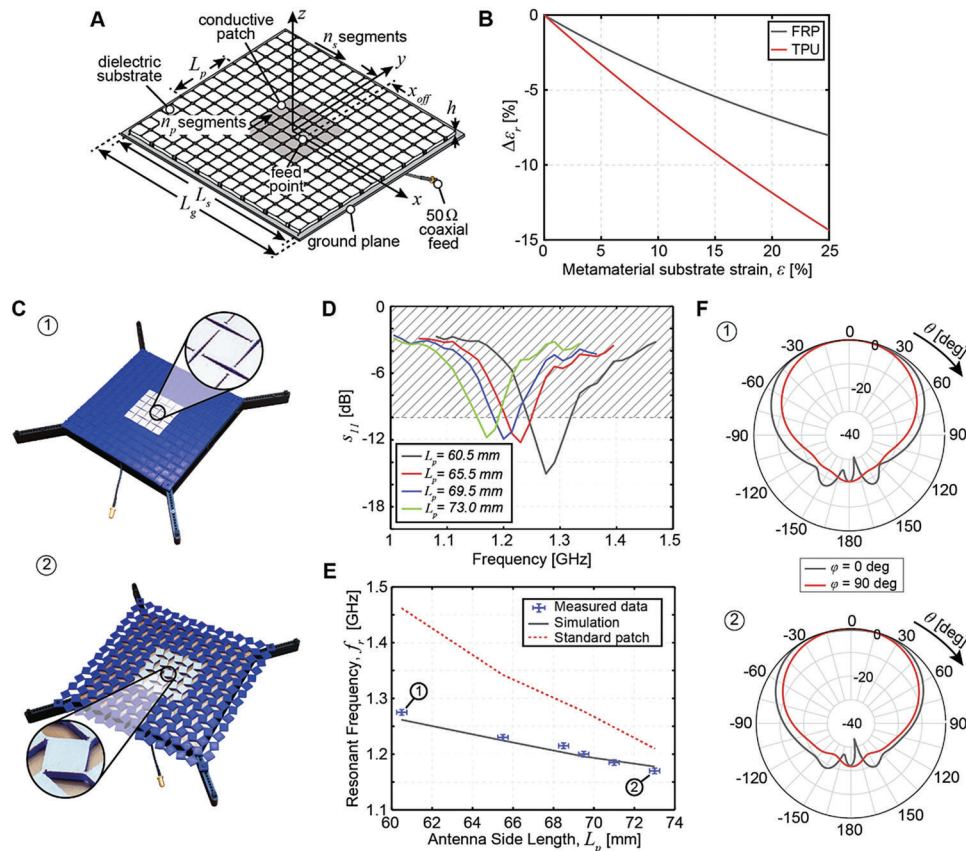 A
z
conductive
patch
n_s segments
dielectric
substrate
L_p
y
x_off
h
n_p segments
feed
point
x
L_s
L_g
50 Ω
coaxial
feed
ground plane
B
FRP
TPU
0
-5
-10
-15
Δε_r [%]
0 5 10 15 20 25
Metamaterial substrate strain, ε [%]
C
1
2
D
0
-6
-12
-18
s_11 [dB]
L_p = 60.5 mm
L_p = 65.5 mm
L_p = 69.5 mm
L_p = 73.0 mm
1 1.1 1.2 1.3 1.4 1.5
Frequency [GHz]
E
1.5
1.4
1.3
1.2
1.1
Resonant Frequency, f_r [GHz]
Measured data
Simulation
Standard patch
1
2
60 62 64 66 68 70 72 74
Antenna Side Length, L_p [mm]
F
1
θ [deg]
0
-30 0 30
-60 60
-20
-90 -40 90
-120 120
-150 150
180
φ = 0 deg
φ = 90 deg
2
θ [deg]
0
-30 0 30
-60 60
-20
-90 -40 90
-120 120
-150 150
180